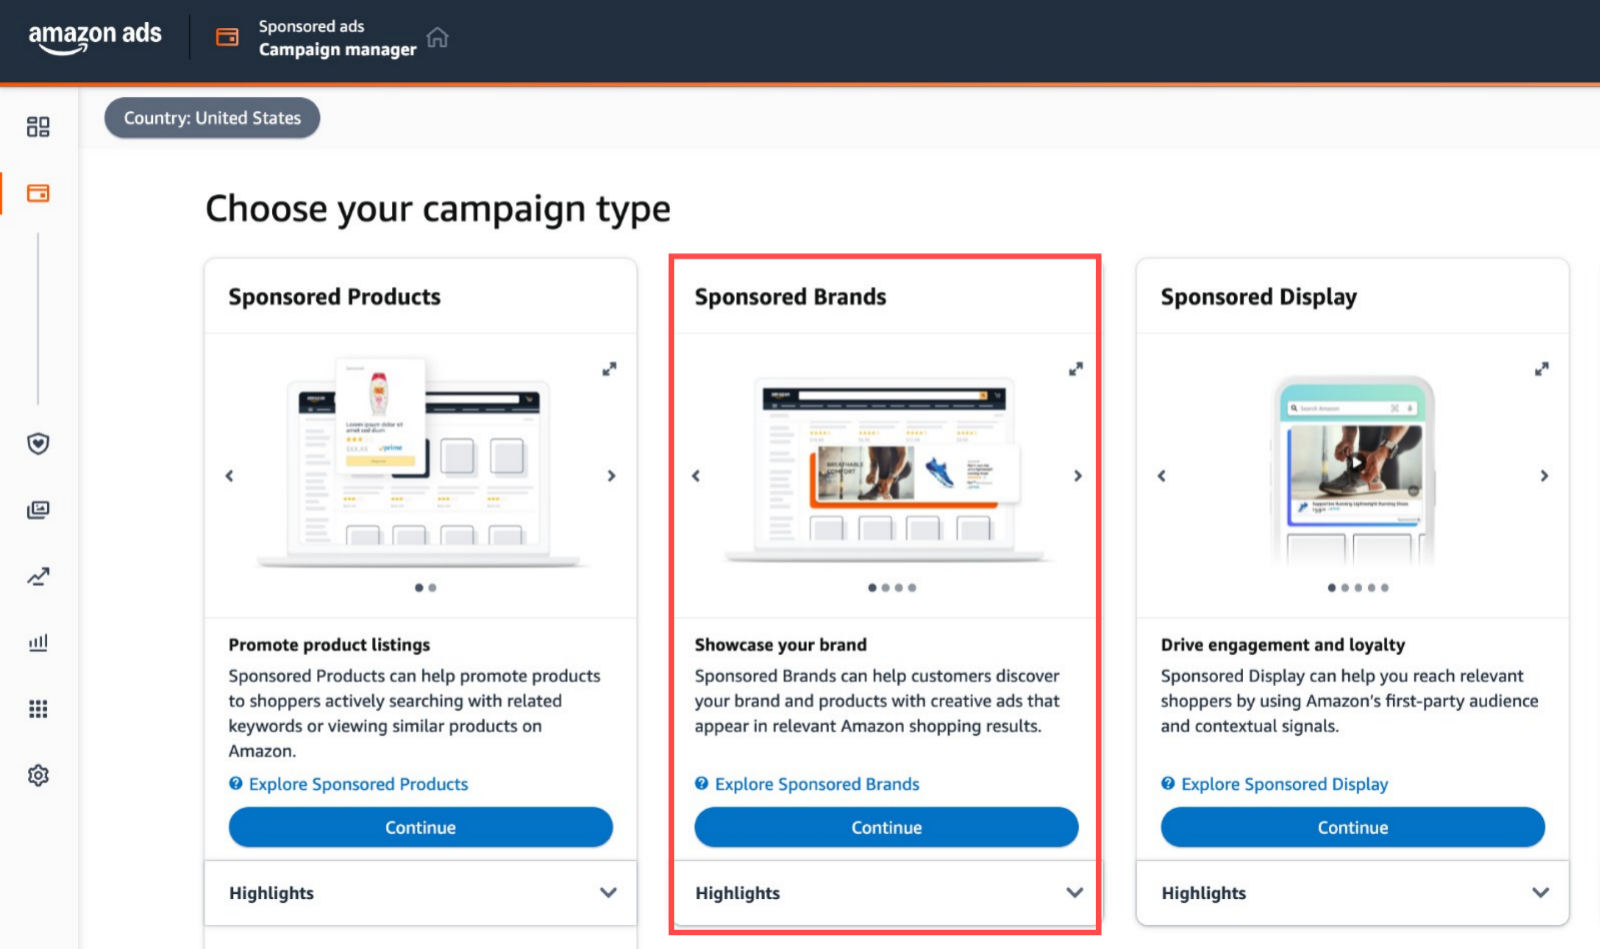 amazon ads
Sponsored ads
Campaign manager
Country: United States
Choose your campaign type
Sponsored Products
Promote product listings
Sponsored Products can help promote products
to shoppers actively searching with related
keywords or viewing similar products on
Amazon.
Explore Sponsored Products
Continue
Highlights
Sponsored Brands
BREATHABLE
COMFORT
Showcase your brand
Sponsored Brands can help customers discover
your brand and products with creative ads that
appear in relevant Amazon shopping results.
Explore Sponsored Brands
Continue
Highlights
Sponsored Display
Search Amazon
Drive engagement and loyalty
Sponsored Display can help you reach relevant
shoppers by using Amazon's first-party audience
and contextual signals.
Explore Sponsored Display
Continue
Highlights